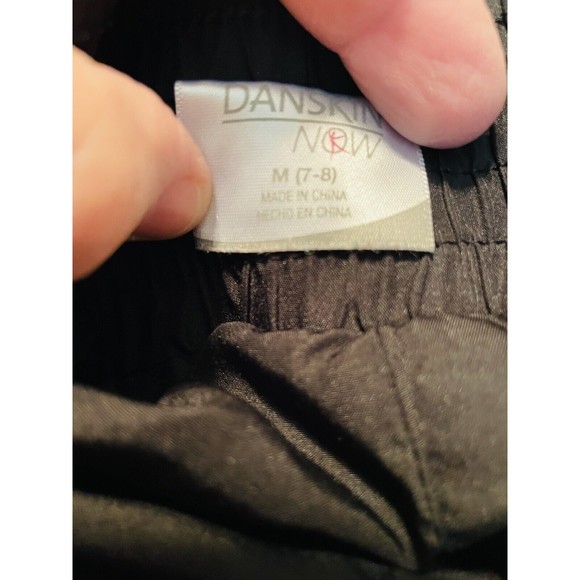 DANSKIN
NOW
M (7-8)
MADE IN CHINA
HECHO EN CHINA